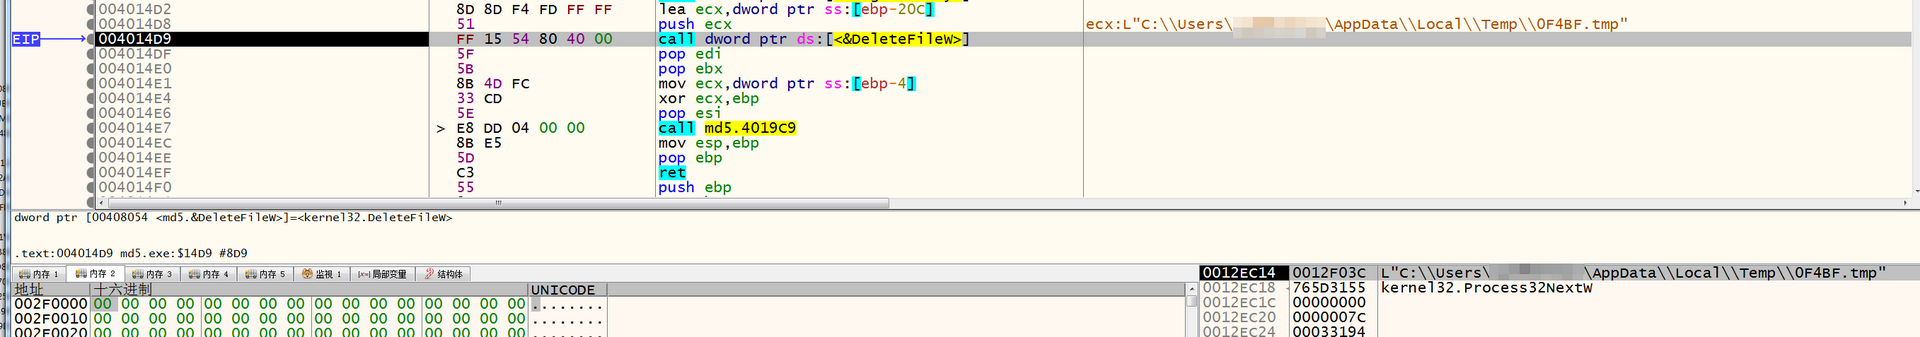 004014D2 8D 8D F4 FD FF FF lea ecx,dword ptr ss:[ebp-20C]
004014D8 51 push ecx ecx:L"C:\\Users\ \AppData\\Local\\Temp\\0F4BF.tmp"
EIP 004014D9 FF 15 54 80 40 00 call dword ptr ds:[<&DeleteFileW>]
004014DF 5F pop edi
004014E0 5B pop ebx
004014E1 8B 4D FC mov ecx,dword ptr ss:[ebp-4]
004014E4 33 CD xor ecx,ebp
004014E6 5E pop esi
004014E7 > E8 DD 04 00 00 call md5.4019C9
004014EC 8B E5 mov esp,ebp
004014EE 5D pop ebp
004014EF C3 ret
004014F0 55 push ebp
dword ptr [00408054 <md5.&DeleteFileW>]=<kernel32.DeleteFileW>
.text:004014D9 md5.exe:$14D9 #8D9
内存 1 内存 2 内存 3 内存 4 内存 5 监视 1 [x=] 局部变量 结构体
地址 十六进制 UNICODE
002F0000 00 00 00 00 00 00 00 00 00 00 00 00 00 00 00 00 ........
002F0010 00 00 00 00 00 00 00 00 00 00 00 00 00 00 00 00 ........
002F0020 00 00 00 00 00 00 00 00 00 00 00 00 00 00 00 00
0012EC14 0012F03C L"C:\\Users\ \AppData\\Local\\Temp\\0F4BF.tmp"
0012EC18 765D3155 kernel32.Process32NextW
0012EC1C 00000000
0012EC20 0000007C
0012EC24 00033194